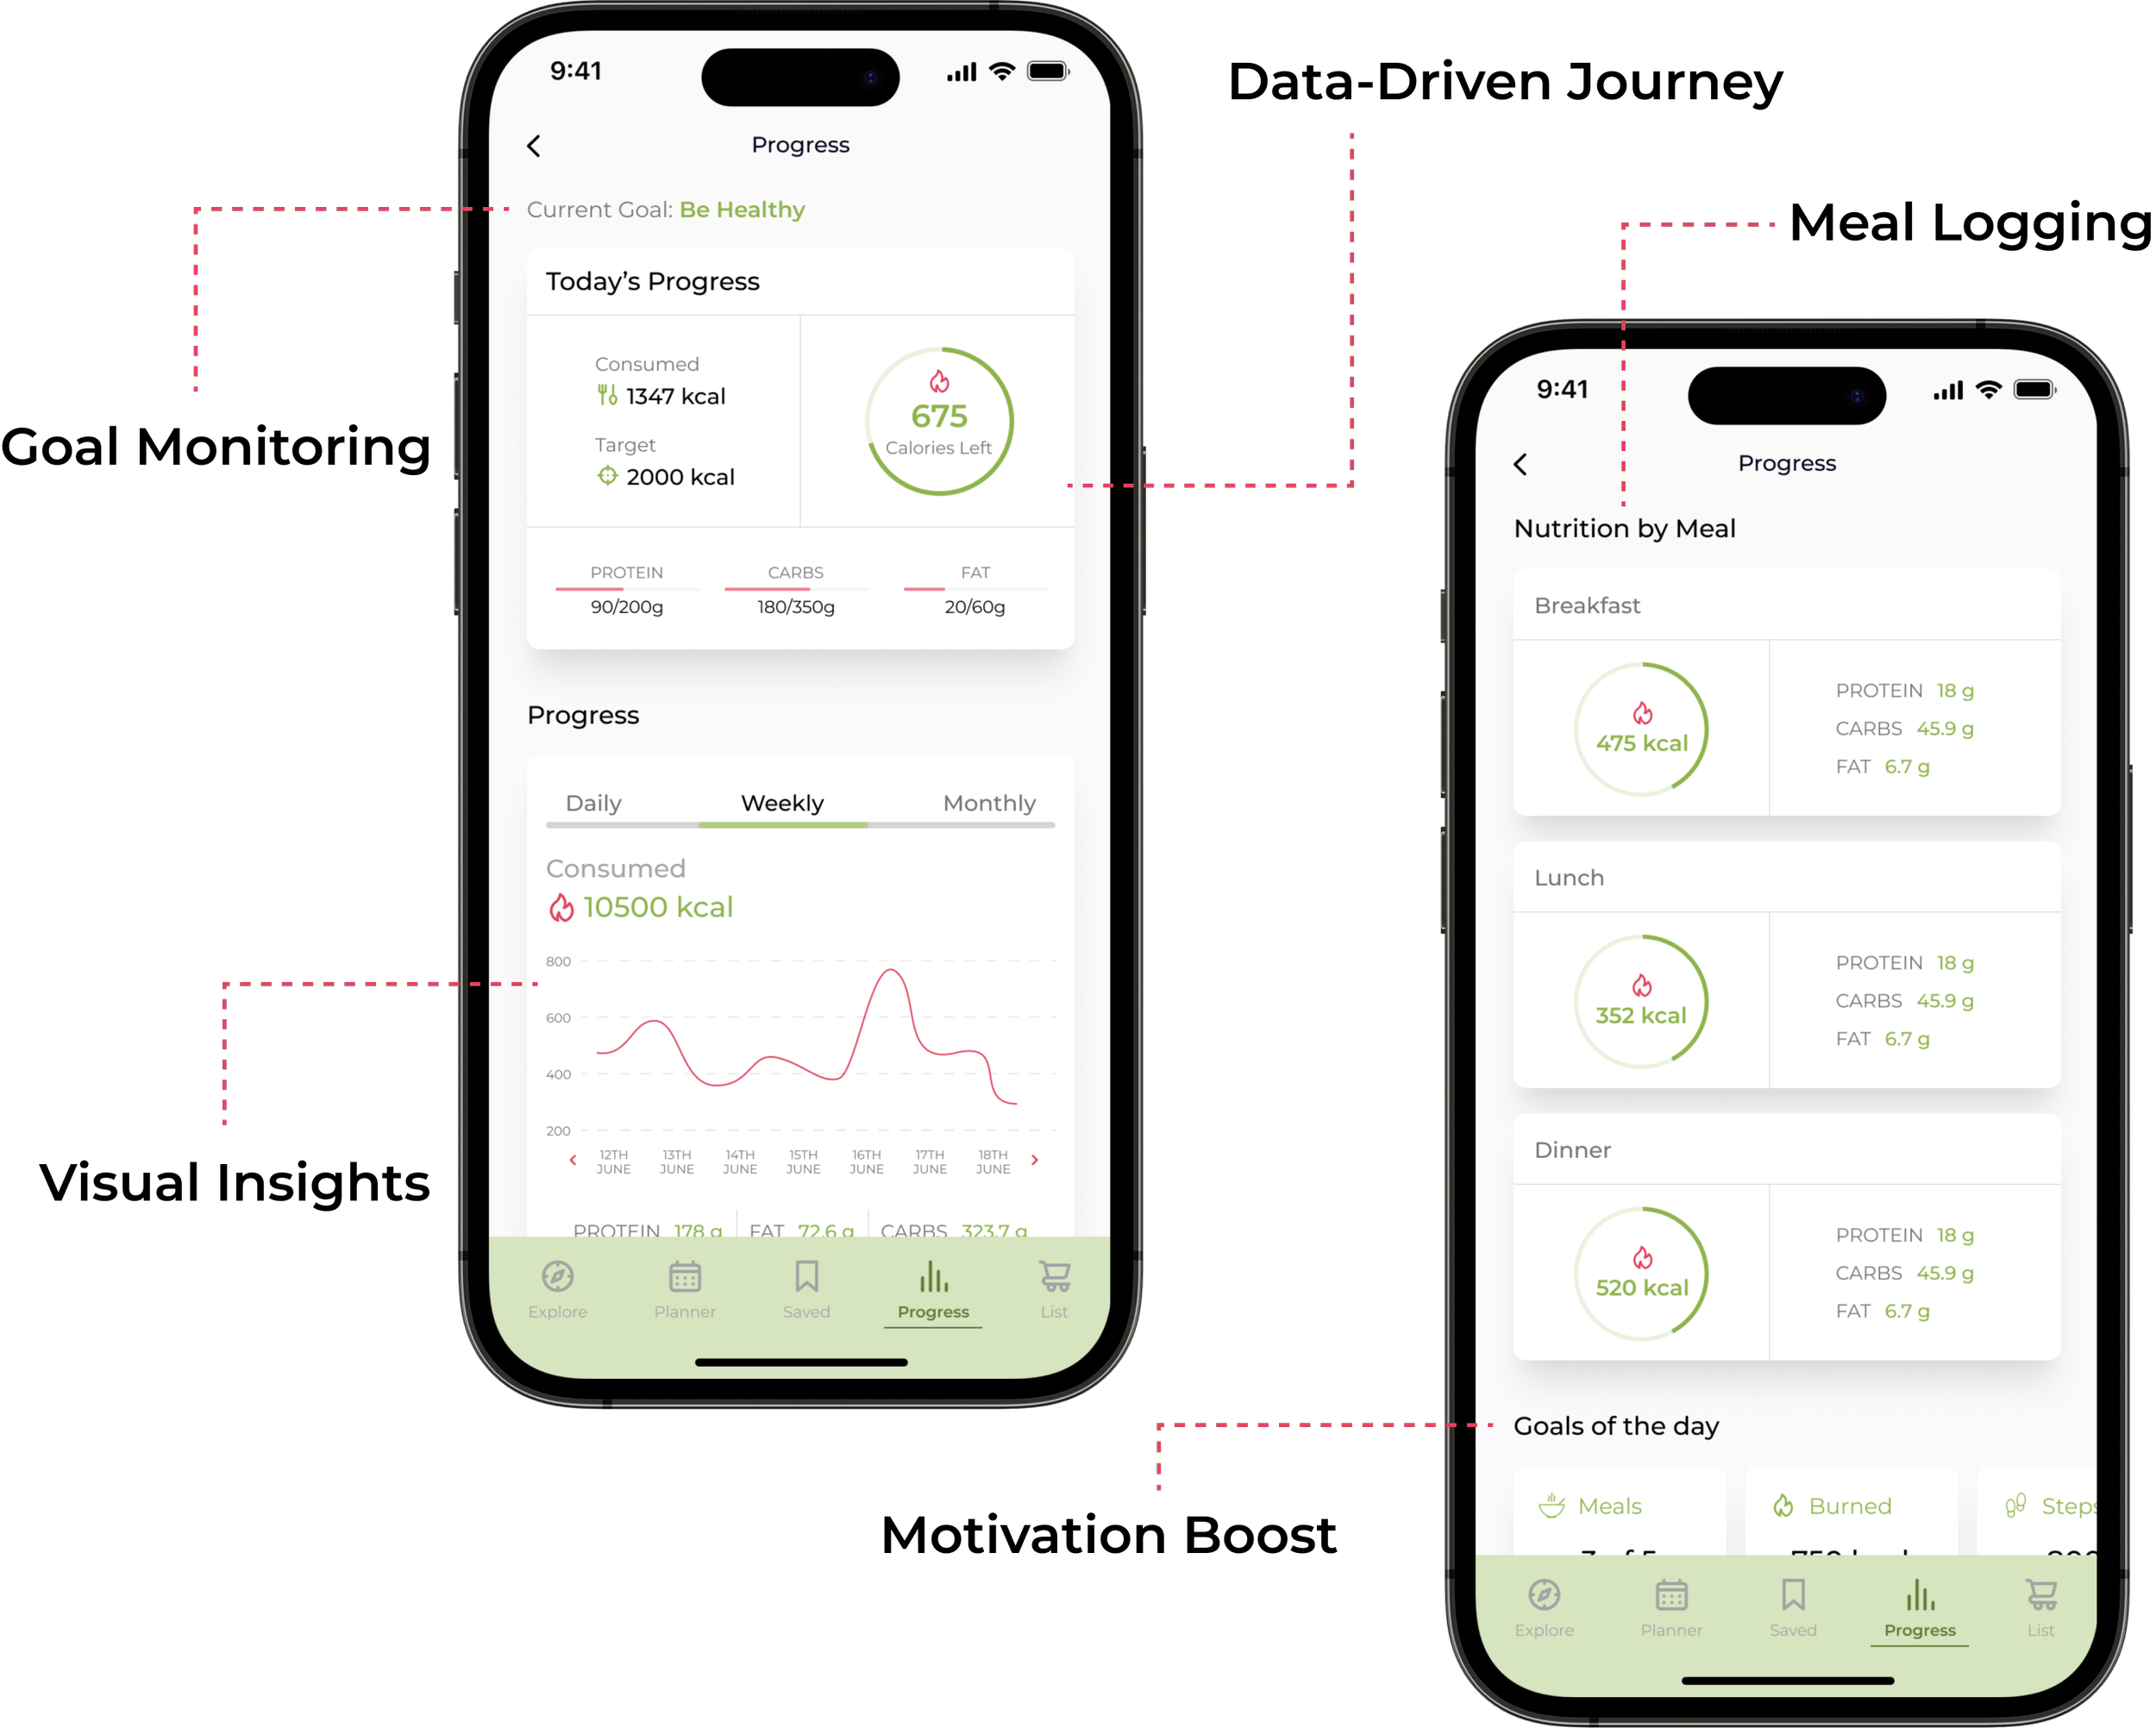 Data-Driven Journey
Meal Logging
Goal Monitoring
Visual Insights
Motivation Boost
9:41
Progress
Current Goal: Be Healthy
Today’s Progress
Consumed
1347 kcal
Target
2000 kcal
675
Calories Left
PROTEIN CARBS FAT
90/200g 180/350g 20/60g
Progress
Daily Weekly Monthly
Consumed
10500 kcal
800
600
400
200
12TH 13TH 14TH 15TH 16TH 17TH 18TH
JUNE JUNE JUNE JUNE JUNE JUNE JUNE
PROTEIN 178 g FAT 72.6 g CARBS 323.7 g
Explore Planner Saved Progress List
9:41
Progress
Nutrition by Meal
Breakfast
475 kcal
PROTEIN 18 g
CARBS 45.9 g
FAT 6.7 g
Lunch
352 kcal
PROTEIN 18 g
CARBS 45.9 g
FAT 6.7 g
Dinner
520 kcal
PROTEIN 18 g
CARBS 45.9 g
FAT 6.7 g
Goals of the day
Meals Burned Steps
Explore Planner Saved Progress List